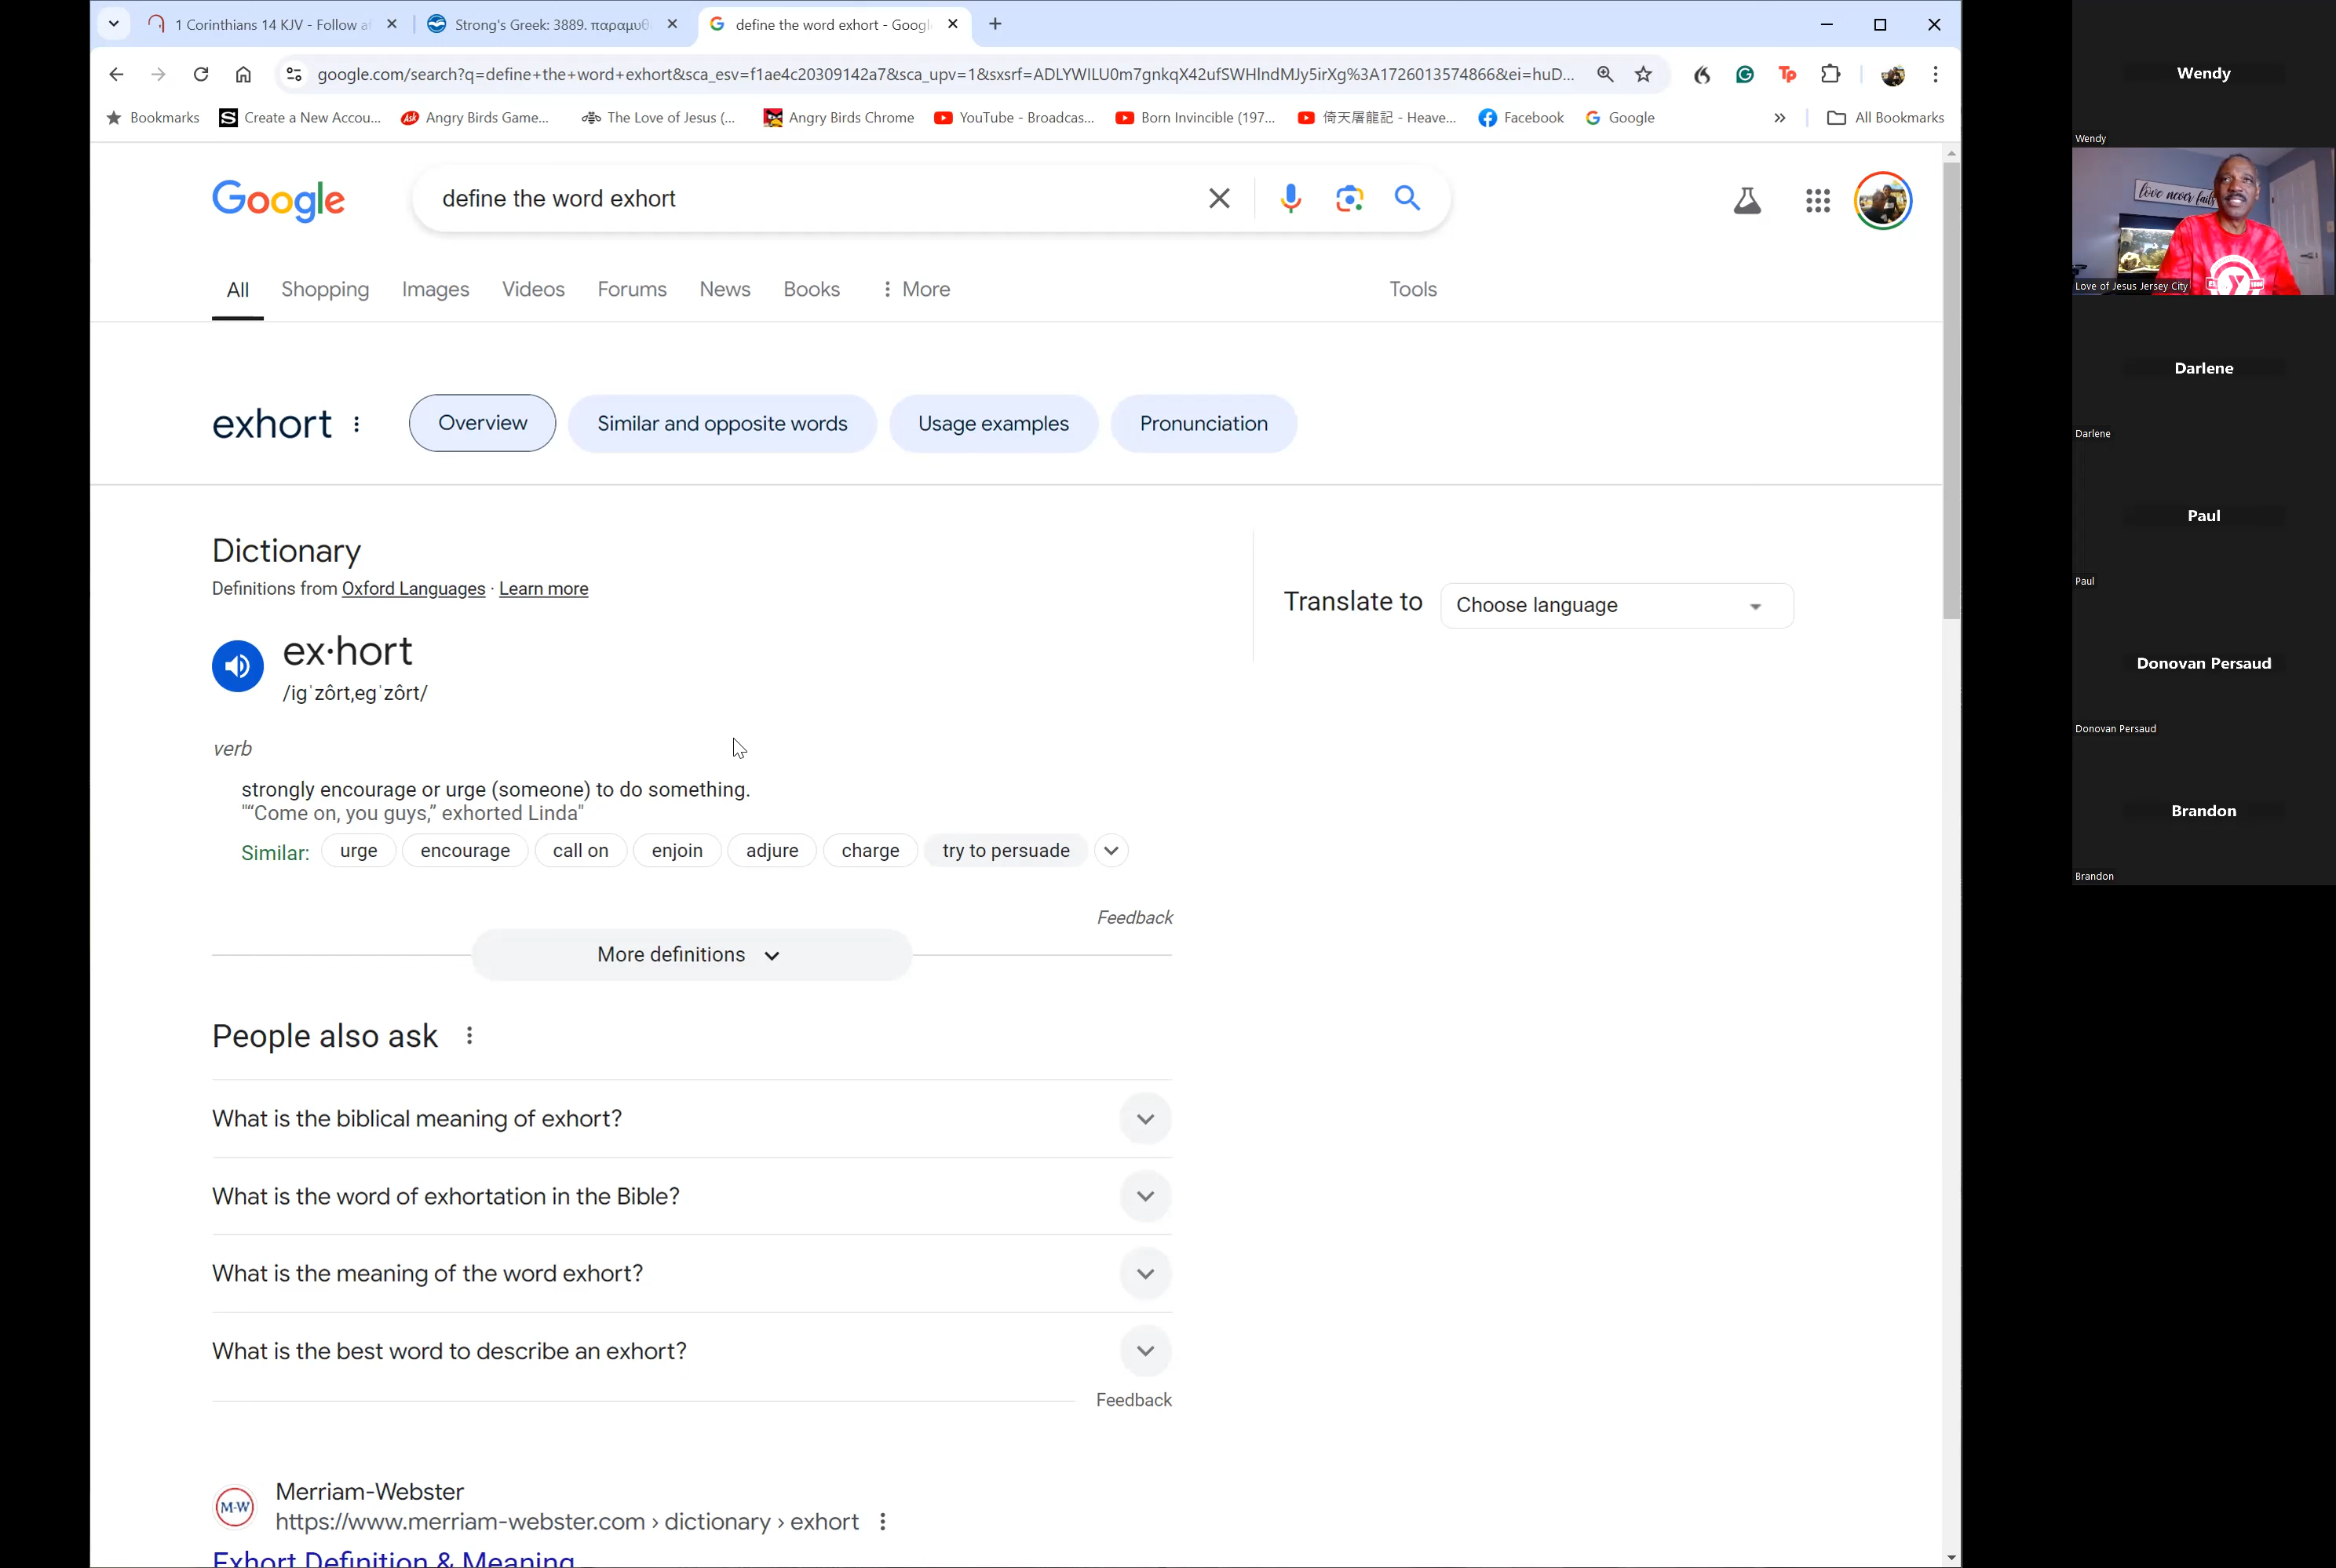 1 Corinthians 14 KJV - Follow a
Strong's Greek: 3889. παραμυθ
define the word exhort - Googl
google.com/search?q=define+the+word+exhort&sca_esv=f1ae4c20309142a7&sca_upv=1&sxsrf=ADLYWILU0m7gnkqX42ufSWHlndMJy5irXg%3A1726013574866&ei=huD...
Bookmarks
Create a New Accou...
Angry Birds Game...
The Love of Jesus (...
Angry Birds Chrome
YouTube - Broadcas...
Born Invincible (197...
倚天屠龍記 - Heave...
Facebook
Google
All Bookmarks
Google
define the word exhort
All
Shopping
Images
Videos
Forums
News
Books
More
Tools
exhort
Overview
Similar and opposite words
Usage examples
Pronunciation
Dictionary
Definitions from Oxford Languages · Learn more
Translate to
Choose language
ex·hort
/iɡˈzôrt,eɡˈzôrt/
verb
strongly encourage or urge (someone) to do something.
"“Come on, you guys,” exhorted Linda"
Similar:
urge
encourage
call on
enjoin
adjure
charge
try to persuade
Feedback
More definitions
People also ask
What is the biblical meaning of exhort?
What is the word of exhortation in the Bible?
What is the meaning of the word exhort?
What is the best word to describe an exhort?
Feedback
M-W
Merriam-Webster
https://www.merriam-webster.com › dictionary › exhort
Exhort Definition & Meaning
Wendy
Wendy
love never fails
Love of Jesus Jersey City
Darlene
Darlene
Paul
Paul
Donovan Persaud
Donovan Persaud
Brandon
Brandon